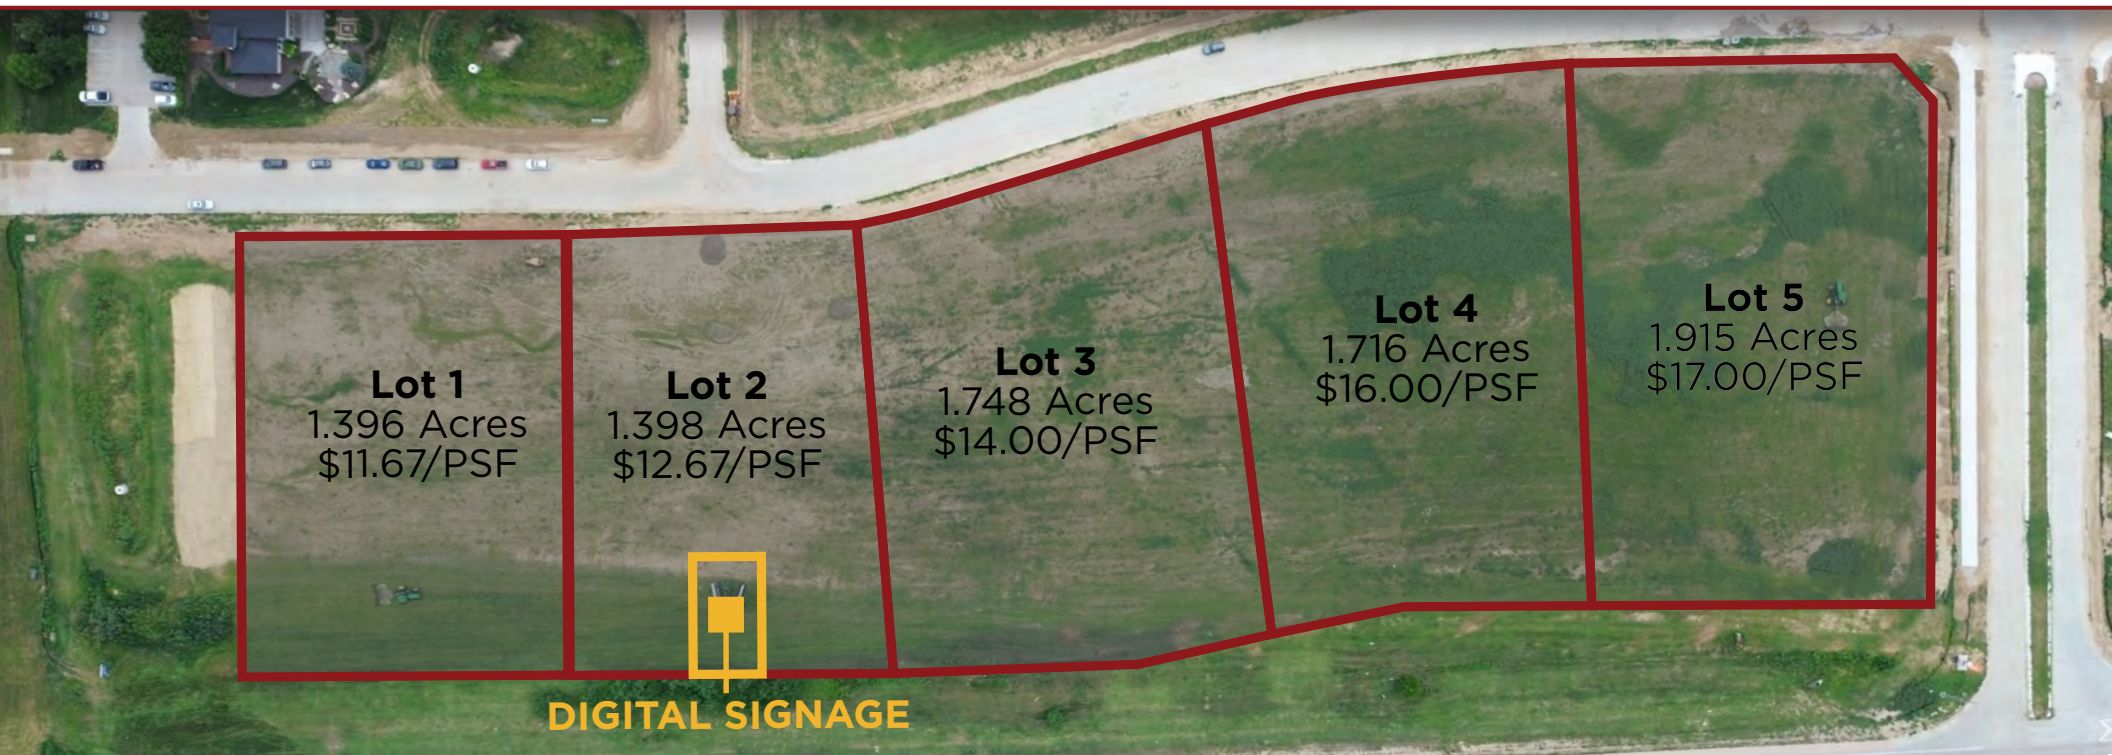 Lot 1
1.396 Acres
$11.67/PSF
Lot 2
1.398 Acres
$12.67/PSF
Lot 3
1.748 Acres
$14.00/PSF
Lot 4
1.716 Acres
$16.00/PSF
Lot 5
1.915 Acres
$17.00/PSF
DIGITAL SIGNAGE